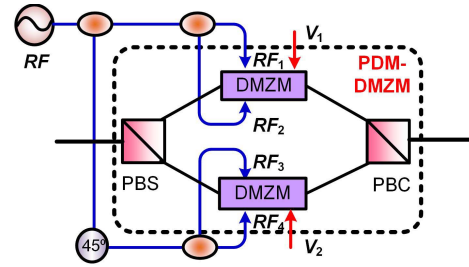 RF
V1
PDM-
DMZM
RF1
DMZM
RF2
PBS
RF3
PBC
DMZM
RF4
45º
V2